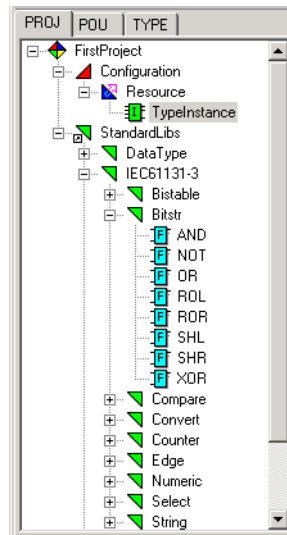 PROJ POU TYPE
FirstProject
Configuration
Resource
TypeInstance
StandardLibs
DataType
IEC61131-3
Bistable
Bitstr
AND
NOT
OR
ROL
ROR
SHL
SHR
XOR
Compare
Convert
Counter
Edge
Numeric
Select
String